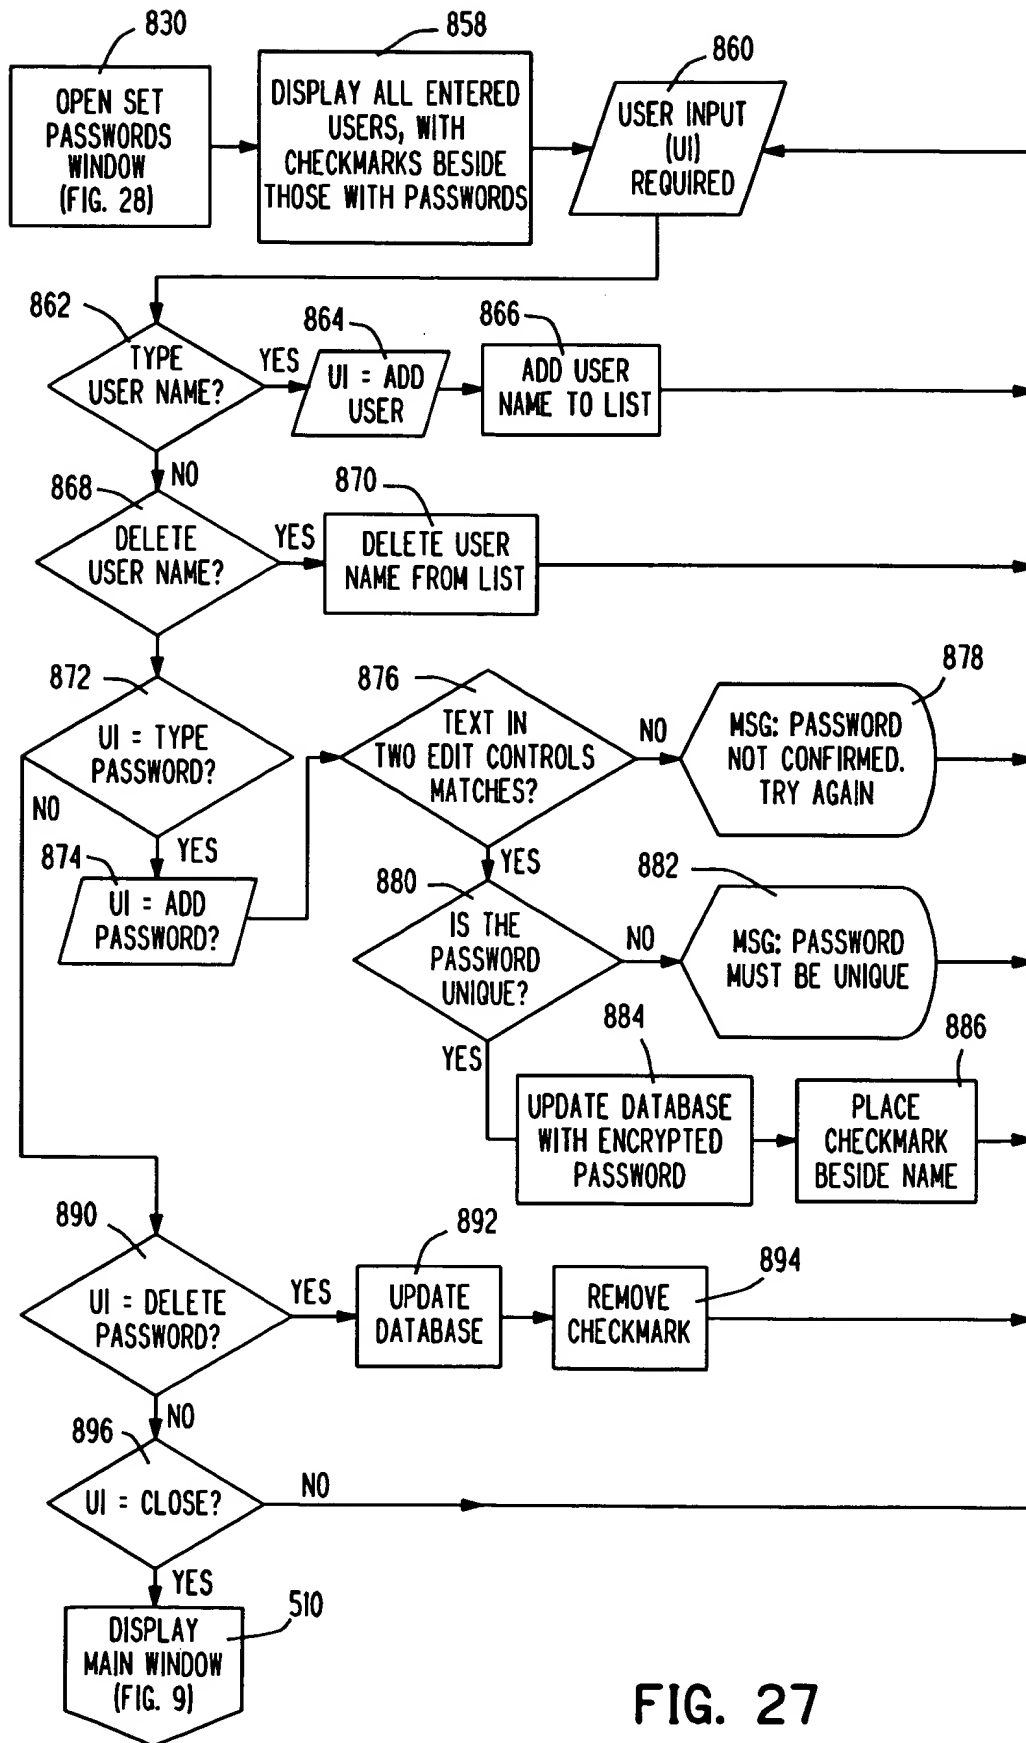 830
OPEN SET
PASSWORDS
WINDOW
(FIG. 28)
858
DISPLAY ALL ENTERED
USERS, WITH
CHECKMARKS BESIDE
THOSE WITH PASSWORDS
860
USER INPUT
(UI)
REQUIRED
862
TYPE
USER NAME?
YES
864
UI = ADD
USER
866
ADD USER
NAME TO LIST
NO
868
DELETE
USER NAME?
YES
870
DELETE USER
NAME FROM LIST
872
UI = TYPE
PASSWORD?
NO
YES
874
UI = ADD
PASSWORD?
876
TEXT IN
TWO EDIT CONTROLS
MATCHES?
NO
878
MSG: PASSWORD
NOT CONFIRMED.
TRY AGAIN
YES
880
IS THE
PASSWORD
UNIQUE?
NO
882
MSG: PASSWORD
MUST BE UNIQUE
YES
884
UPDATE DATABASE
WITH ENCRYPTED
PASSWORD
886
PLACE
CHECKMARK
BESIDE NAME
890
UI = DELETE
PASSWORD?
YES
892
UPDATE
DATABASE
894
REMOVE
CHECKMARK
NO
896
UI = CLOSE?
NO
YES
510
DISPLAY
MAIN WINDOW
(FIG. 9)
FIG. 27